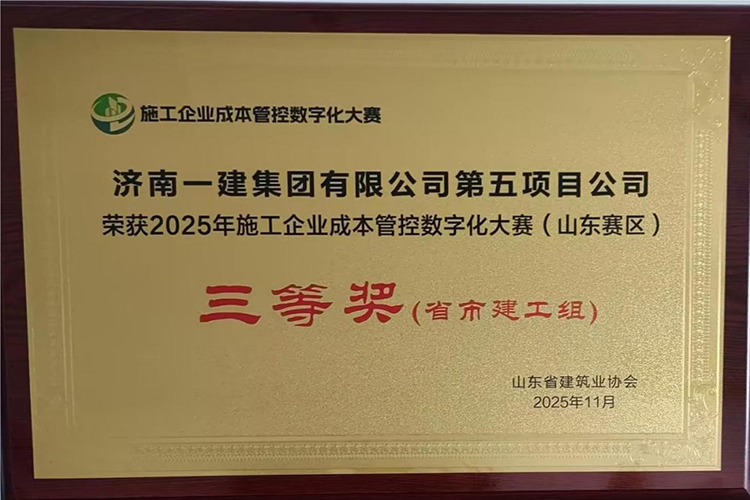 施工企业成本管控数字化大赛
济南一建集团有限公司第五项目公司
荣获2025年施工企业成本管控数字化大赛（山东赛区）
三等奖(省市建工组)
山东省建筑业协会
2025年11月